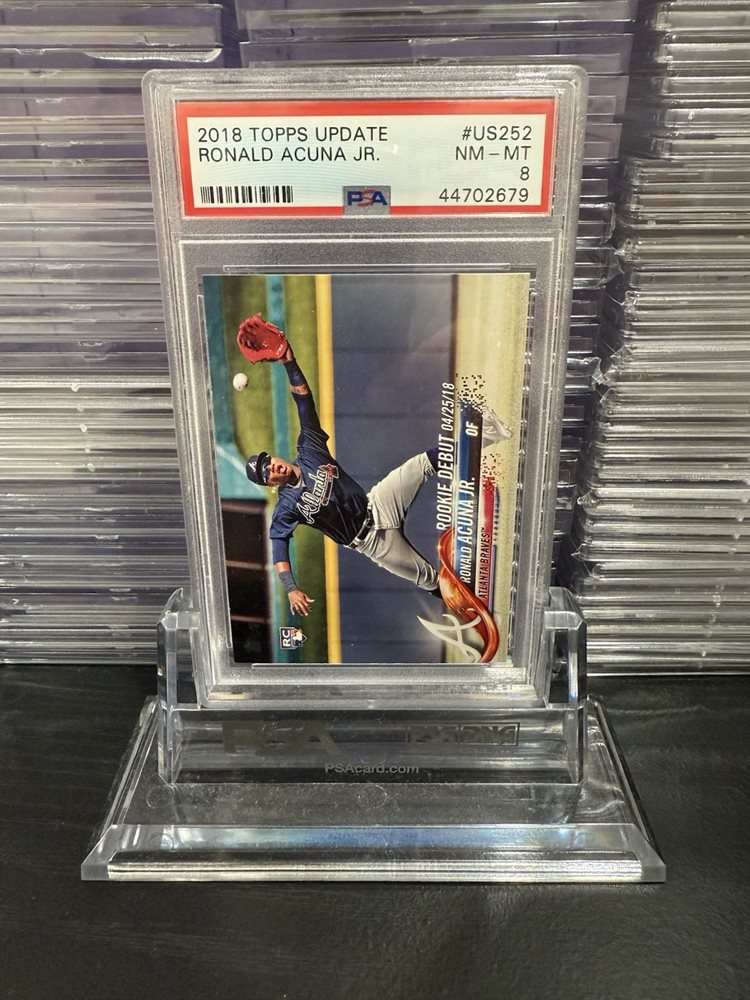 2018 TOPPS UPDATE #US252
RONALD ACUNA JR. NM - MT
8
PSA 44702679
Atlanta
ROOKIE DEBUT 04/25/18
RONALD ACUNA JR. OF
ATLANTA BRAVES™
A
RC
PSA
PSAcard.com